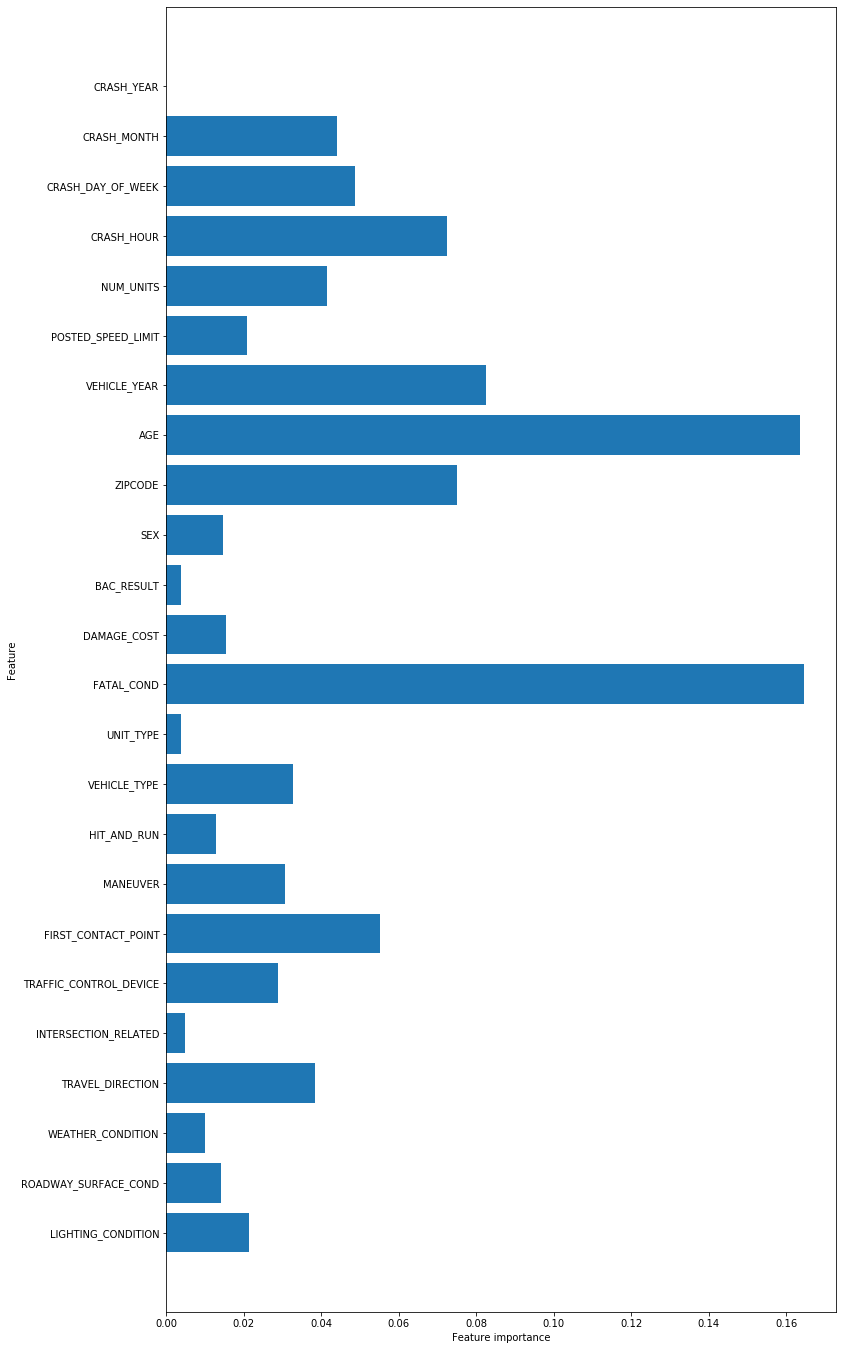 CRASH_YEAR
CRASH_MONTH
CRASH_DAY_OF_WEEK
CRASH_HOUR
NUM_UNITS
POSTED_SPEED_LIMIT
VEHICLE_YEAR
AGE
ZIPCODE
SEX
BAC_RESULT
DAMAGE_COST
Feature
FATAL_COND
UNIT_TYPE
VEHICLE_TYPE
HIT_AND_RUN
MANEUVER
FIRST_CONTACT_POINT
TRAFFIC_CONTROL_DEVICE
INTERSECTION_RELATED
TRAVEL_DIRECTION
WEATHER_CONDITION
ROADWAY_SURFACE_COND
LIGHTING_CONDITION
0.00 0.02 0.04 0.06 0.08 0.10 0.12 0.14 0.16
Feature importance